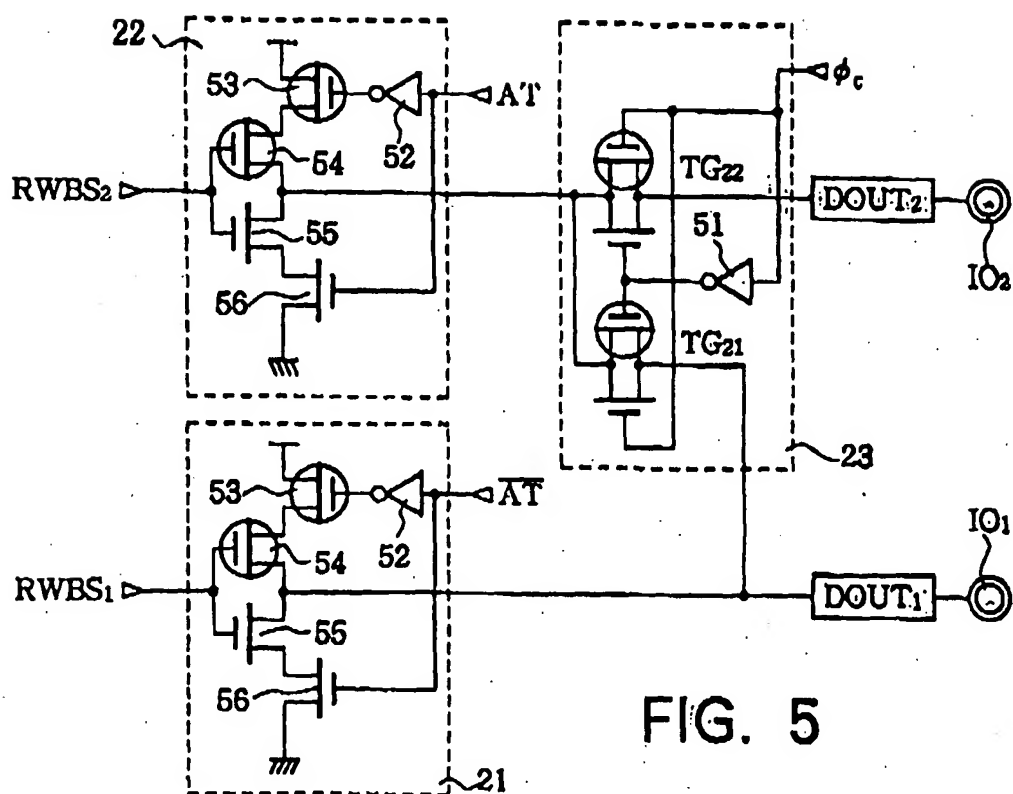 22
53
AT
52
54
RWBS₂
55
56
φc
TG₂₂
DOUT₂
51
IO₂
TG₂₁
23
53
A̅T̅
52
54
IO₁
RWBS₁
DOUT₁
55
56
FIG. 5
21